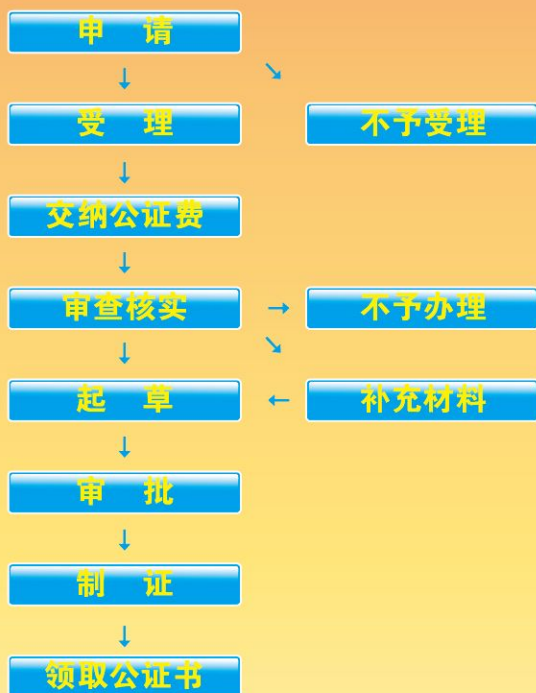 申 请
受 理
不予受理
交纳公证费
审查核实
不予办理
起 草
补充材料
审 批
制 证
领取公证书